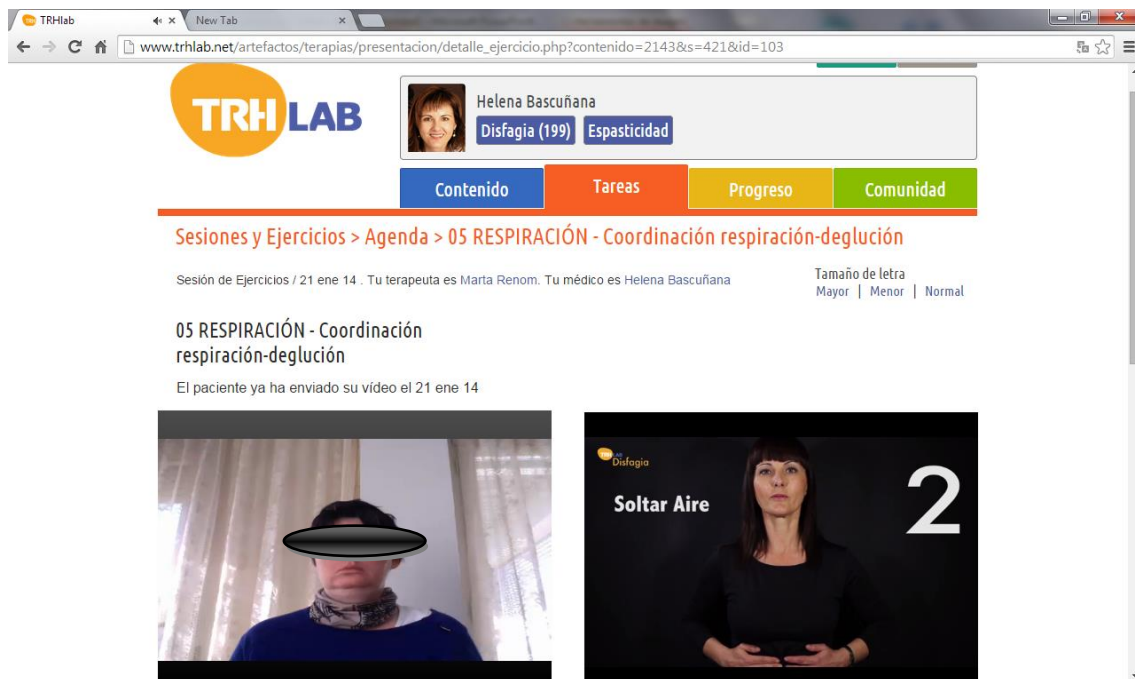 TRHlab
New Tab
www.trhlab.net/artefactos/terapias/presentacion/detalle_ejercicio.php?contenido=2143&s=421&id=103
TRH LAB
Helena Bascuñana
Disfagia (199) Espasticidad
Contenido Tareas Progreso Comunidad
Sesiones y Ejercicios > Agenda > 05 RESPIRACIÓN - Coordinación respiración-deglución
Sesión de Ejercicios / 21 ene 14 . Tu terapeuta es Marta Renom. Tu médico es Helena Bascuñana
Tamaño de letra
Mayor | Menor | Normal
05 RESPIRACIÓN - Coordinación
respiración-deglución
El paciente ya ha enviado su vídeo el 21 ene 14
Disfagia
Soltar Aire
2